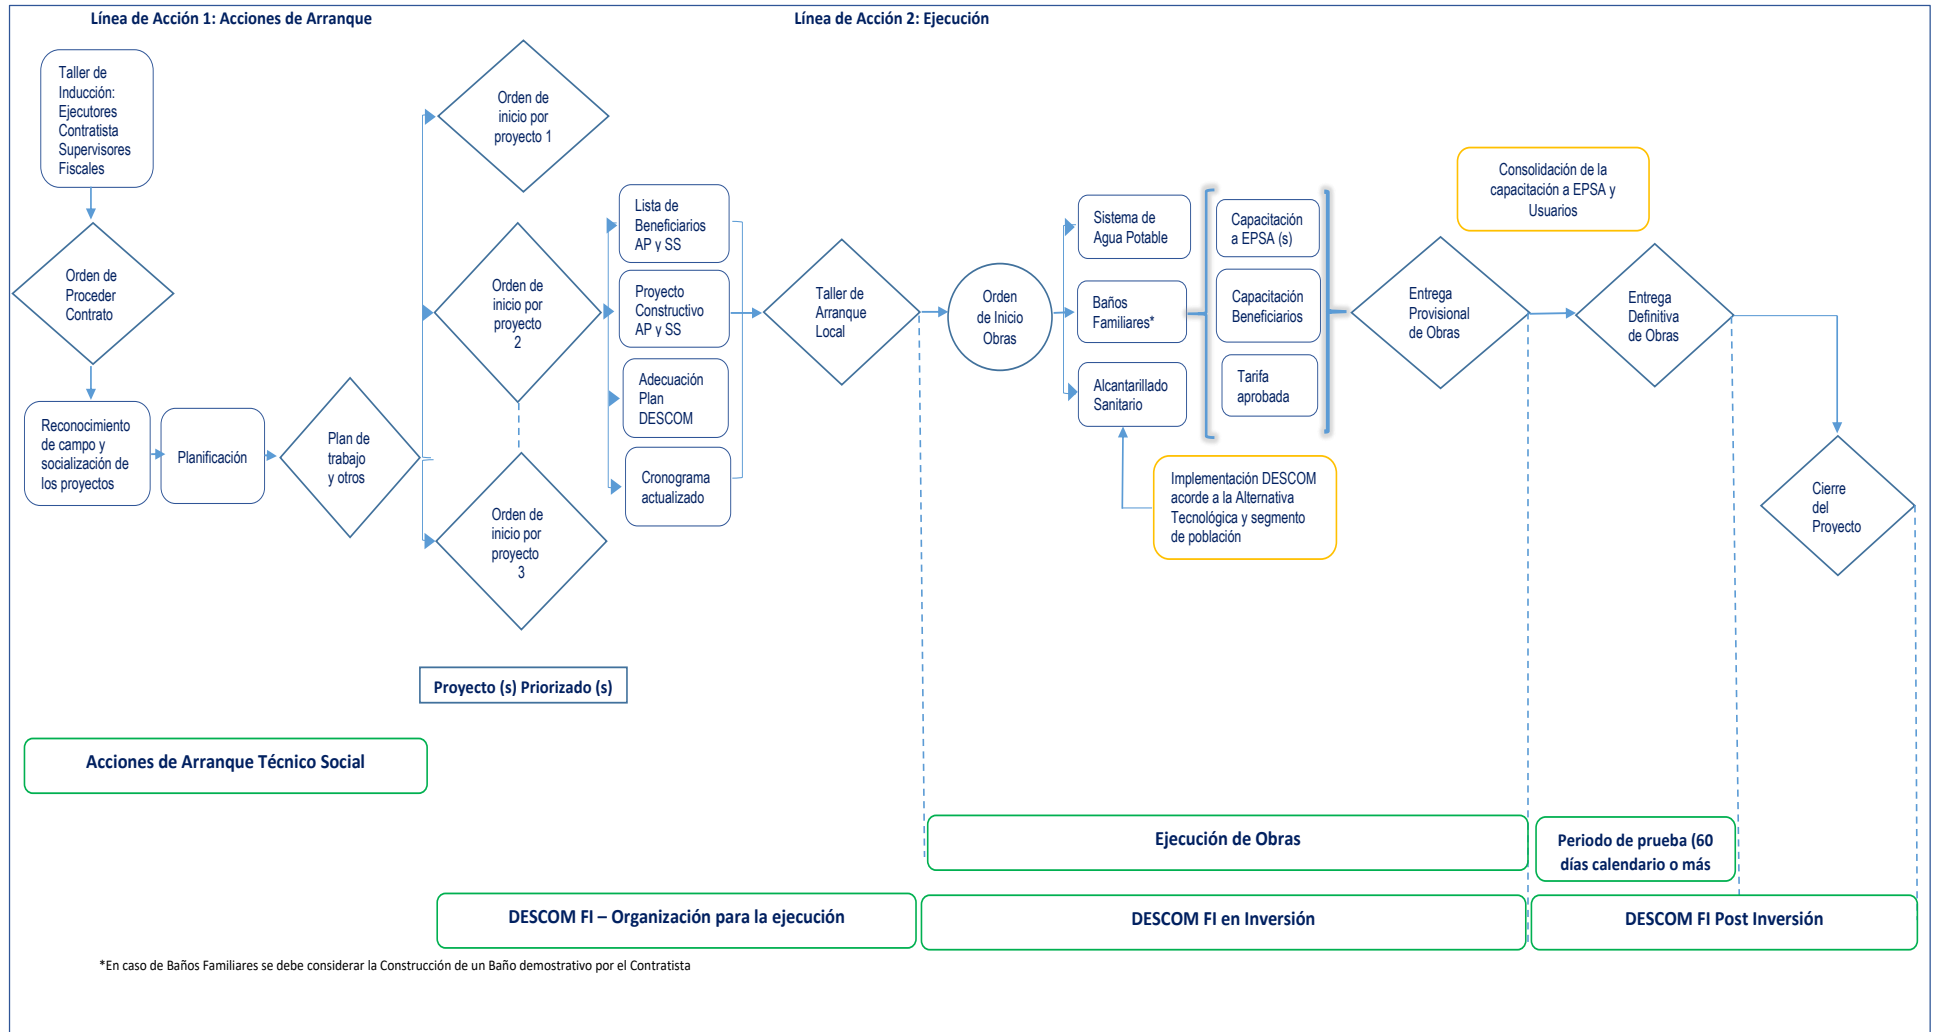 Línea de Acción 1: Acciones de Arranque
Línea de Acción 2: Ejecución
Taller de
Inducción:
Ejecutores
Contratista
Supervisores
Fiscales
Orden de
Proceder
Contrato
Reconocimiento
de campo y
socialización de
los proyectos
Planificación
Plan de
trabajo
y otros
Orden de
inicio por
proyecto 1
Orden de
inicio por
proyecto
2
Orden de
inicio por
proyecto
3
Lista de
Beneficiarios
AP y SS
Proyecto
Constructivo
AP y SS
Adecuación
Plan
DESCOM
Cronograma
actualizado
Taller de
Arranque
Local
Orden
de Inicio
Obras
Sistema de
Agua Potable
Baños
Familiares*
Alcantarillado
Sanitario
Implementación DESCOM
acorde a la Alternativa
Tecnológica y segmento
de población
Capacitación
a EPSA (s)
Capacitación
Beneficiarios
Tarifa
aprobada
Entrega
Provisional
de Obras
Consolidación de la
capacitación a EPSA y
Usuarios
Entrega
Definitiva
de Obras
Cierre
del
Proyecto
Proyecto (s) Priorizado (s)
Acciones de Arranque Técnico Social
Ejecución de Obras
Periodo de prueba (60
días calendario o más
DESCOM FI – Organización para la ejecución
DESCOM FI en Inversión
DESCOM FI Post Inversión
*En caso de Baños Familiares se debe considerar la Construcción de un Baño demostrativo por el Contratista